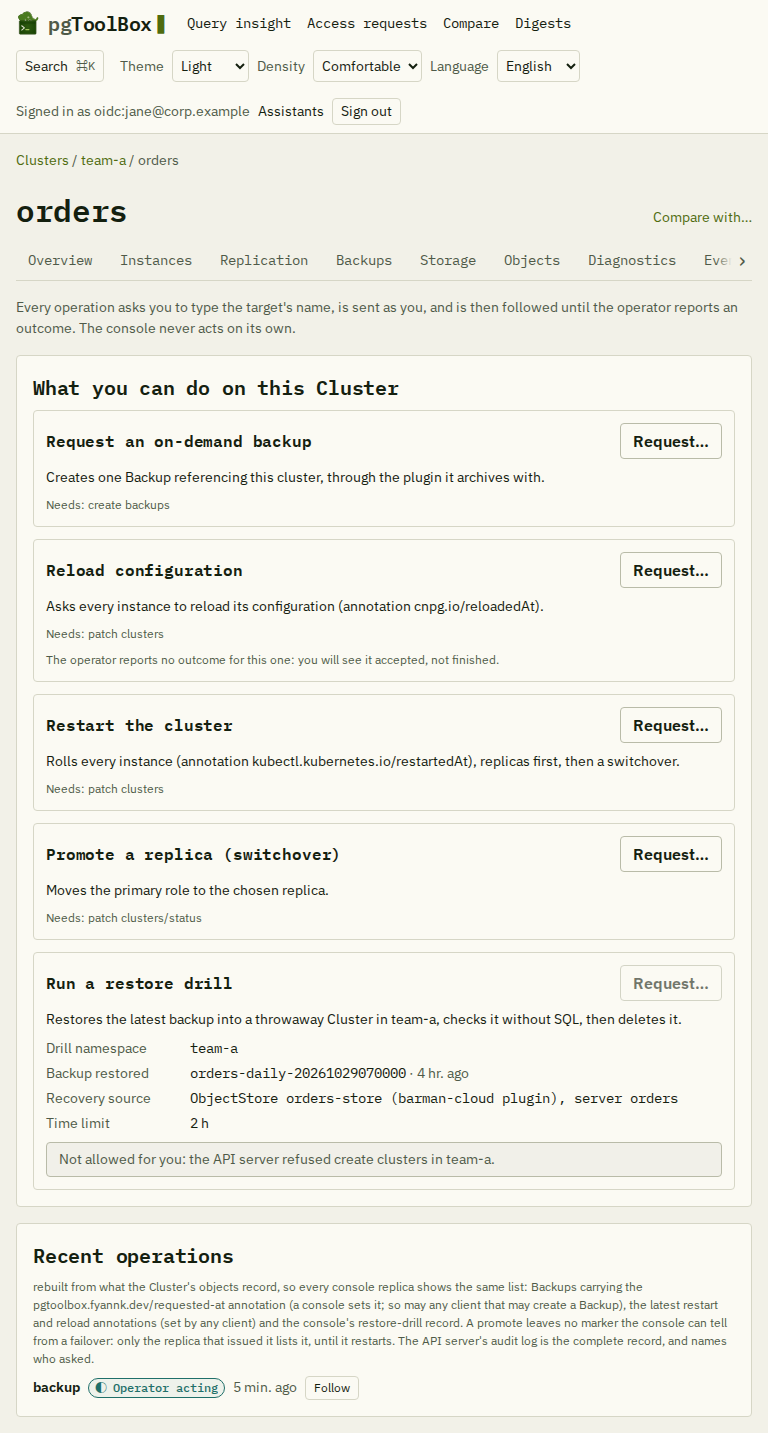 pgToolBox
Query insight Access requests Compare Digests
Search ⌘K Theme Light Density Comfortable Language English
Signed in as oidc:jane@corp.example Assistants Sign out
Clusters / team-a / orders
orders
Compare with...
Overview Instances Replication Backups Storage Objects Diagnostics
Every operation asks you to type the target's name, is sent as you, and is then followed until the operator reports an
outcome. The console never acts on its own.
What you can do on this Cluster
Request an on-demand backup
Request...
Creates one Backup referencing this cluster, through the plugin it archives with.
Needs: create backups
Reload configuration
Request...
Asks every instance to reload its configuration (annotation cnpg.io/reloadedAt).
Needs: patch clusters
The operator reports no outcome for this one: you will see it accepted, not finished.
Restart the cluster
Request...
Rolls every instance (annotation kubectl.kubernetes.io/restartedAt), replicas first, then a switchover.
Needs: patch clusters
Promote a replica (switchover)
Request...
Moves the primary role to the chosen replica.
Needs: patch clusters/status
Run a restore drill
Request...
Restores the latest backup into a throwaway Cluster in team-a, checks it without SQL, then deletes it.
Drill namespace team-a
Backup restored orders-daily-20261029070000 · 4 hr. ago
Recovery source ObjectStore orders-store (barman-cloud plugin), server orders
Time limit 2 h
Not allowed for you: the API server refused create clusters in team-a.
Recent operations
rebuilt from what the Cluster's objects record, so every console replica shows the same list: Backups carrying the
pgtoolbox.fyannk.dev/requested-at annotation (a console sets it; so may any client that may create a Backup), the latest restart
and reload annotations (set by any client) and the console's restore-drill record. A promote leaves no marker the console can tell
from a failover: only the replica that issued it lists it, until it restarts. The API server's audit log is the complete record, and names
who asked.
backup Operator acting 5 min. ago Follow